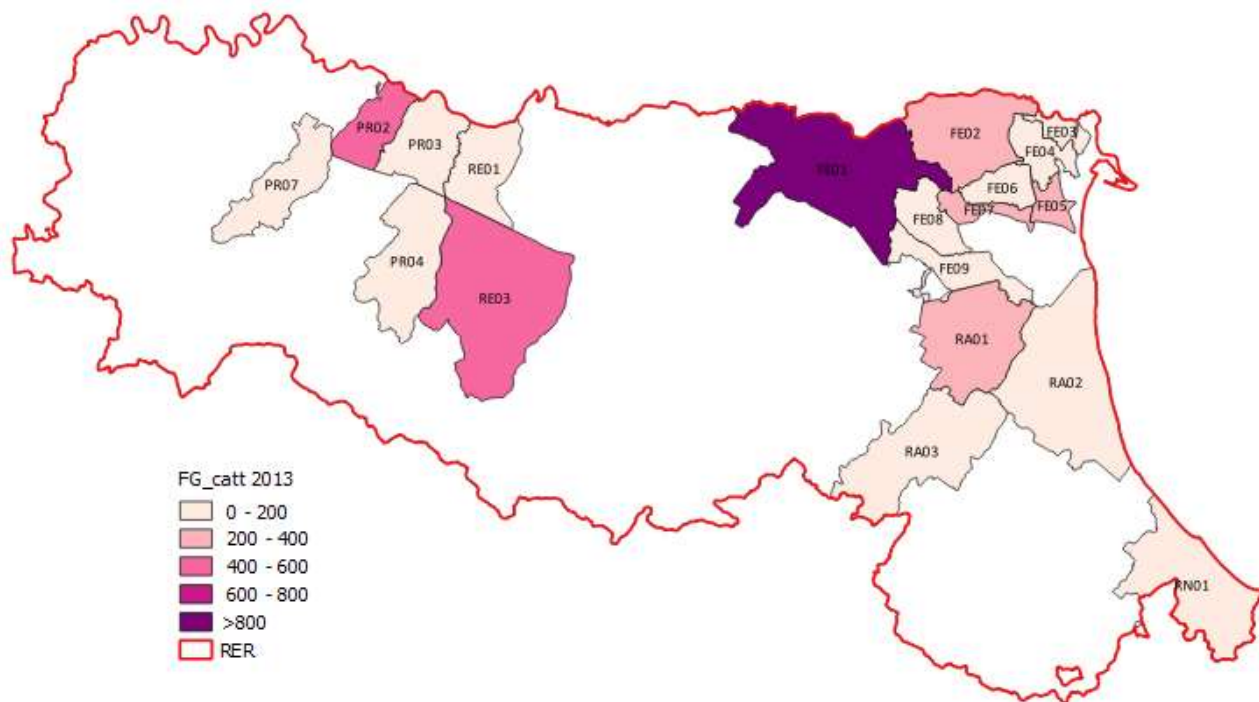 PR02
PR03
RE01
PR07
PR04
RE03
FE01
FE02
FE03
FE04
FE06
FE05
FE07
FE08
FE09
RA01
RA02
RA03
RN01
FG_catt 2013
0 - 200
200 - 400
400 - 600
600 - 800
>800
RER